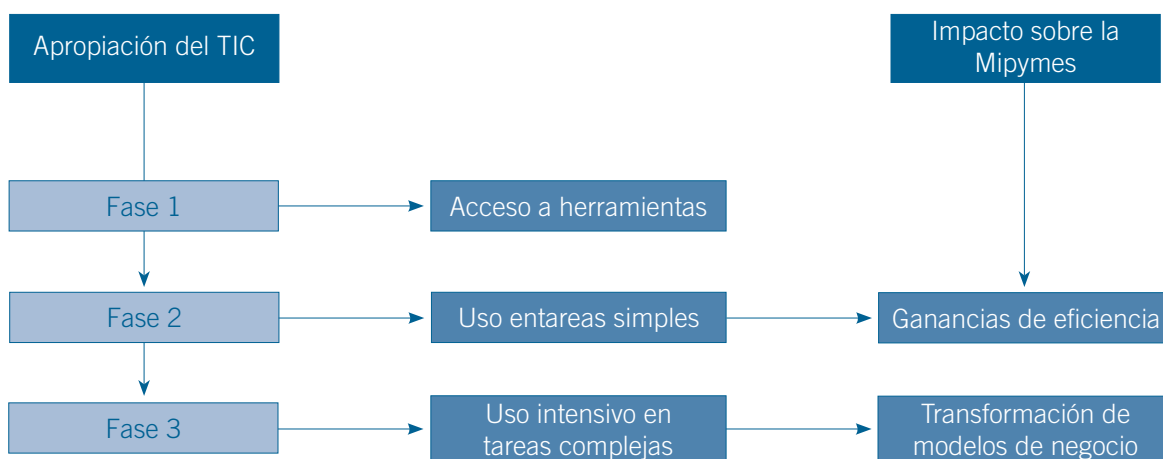 Apropiación del TIC
Impacto sobre la
Mipymes
Fase 1
Acceso a herramientas
Fase 2
Uso entareas simples
Ganancias de eficiencia
Fase 3
Uso intensivo en
tareas complejas
Transformación de
modelos de negocio